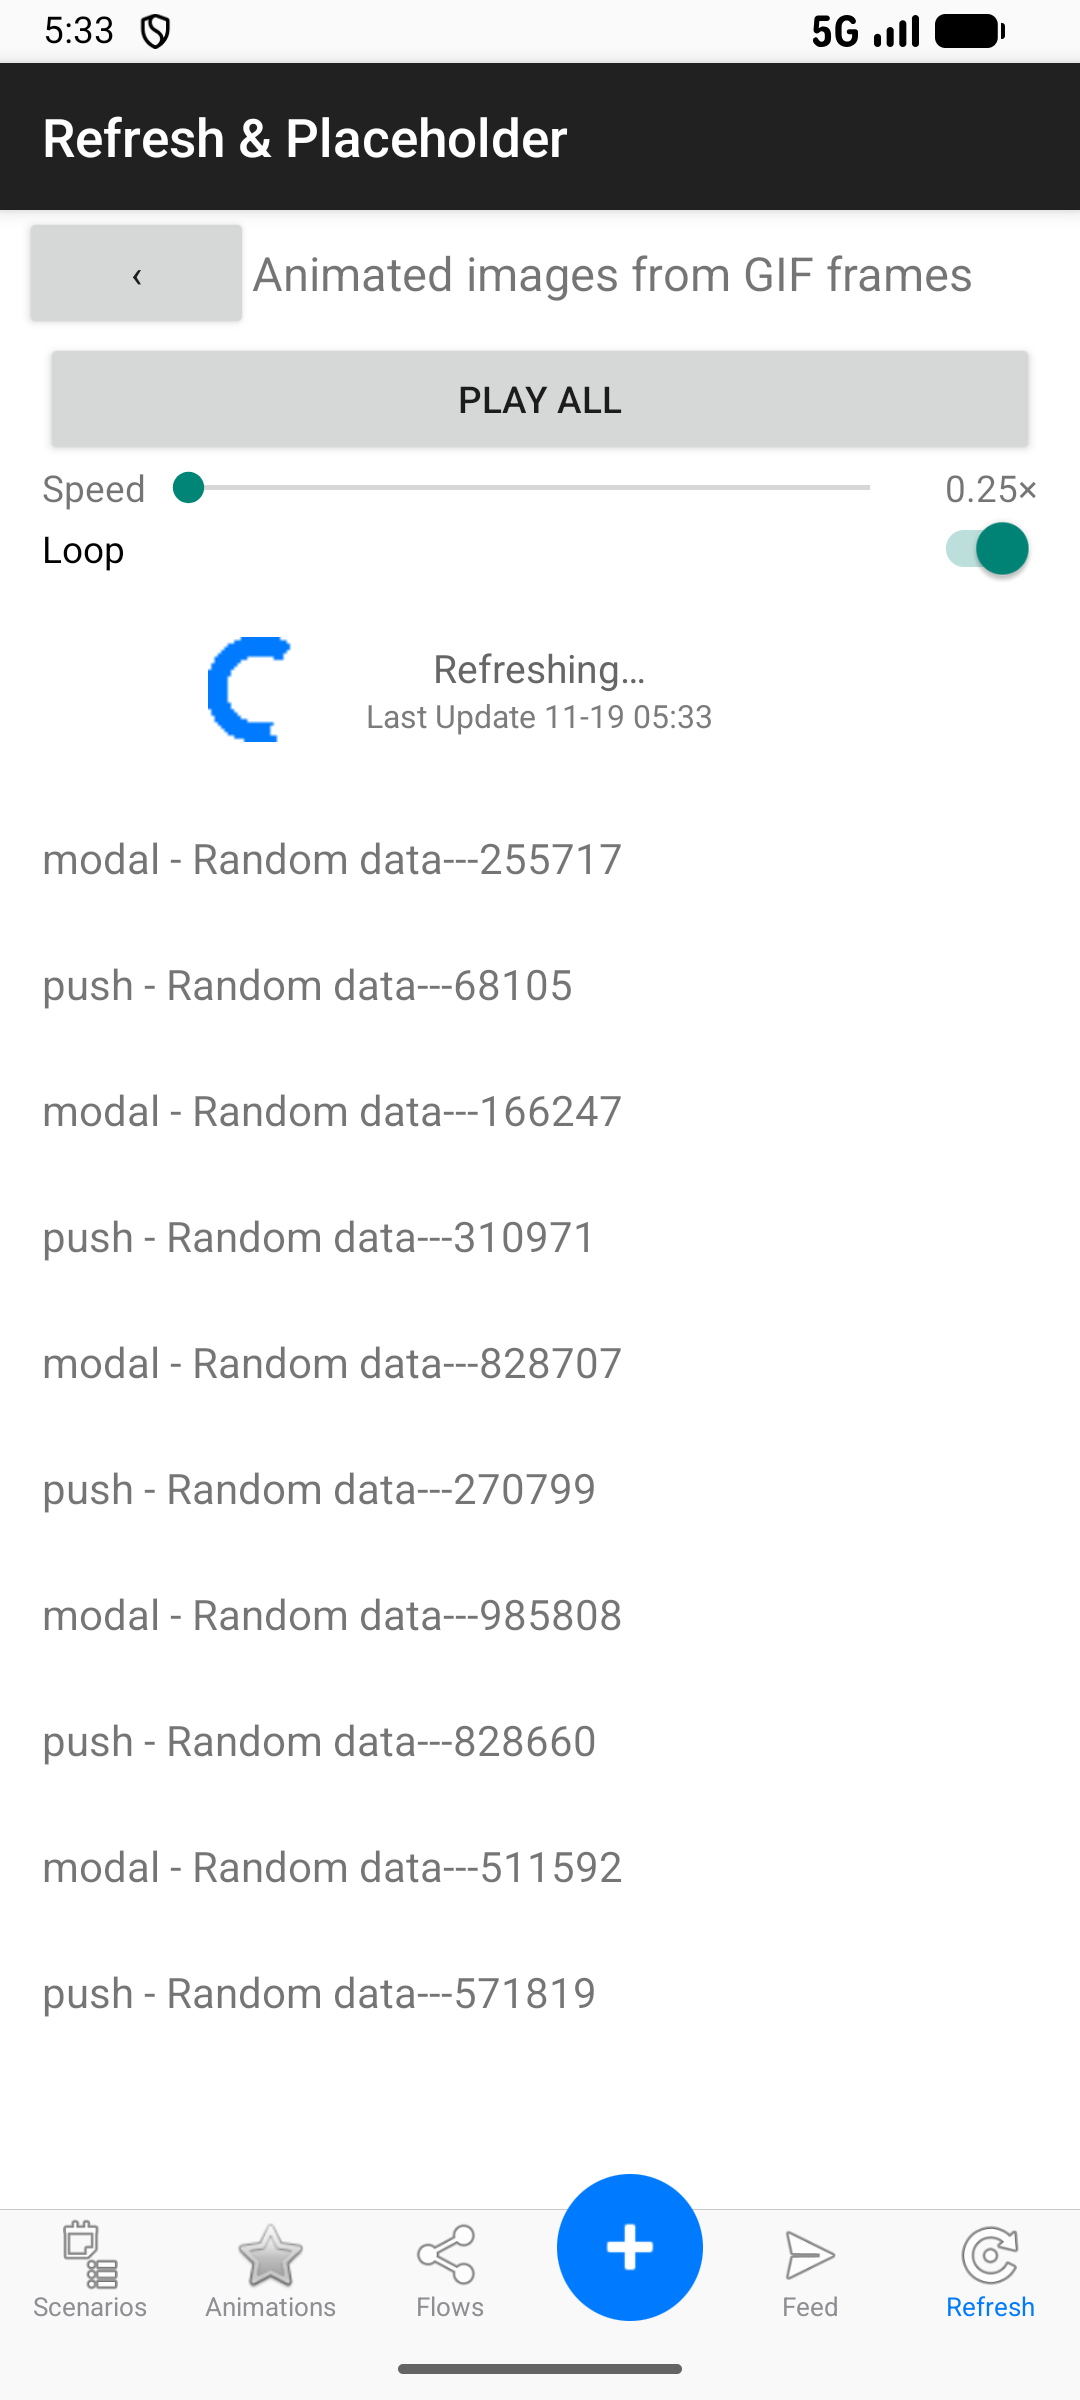 5:33
5G
Refresh & Placeholder
‹
Animated images from GIF frames
PLAY ALL
Speed
0.25×
Loop
Refreshing...
Last Update 11-19 05:33
modal - Random data---255717
push - Random data---68105
modal - Random data---166247
push - Random data---310971
modal - Random data---828707
push - Random data---270799
modal - Random data---985808
push - Random data---828660
modal - Random data---511592
push - Random data---571819
Scenarios
Animations
Flows
Feed
Refresh